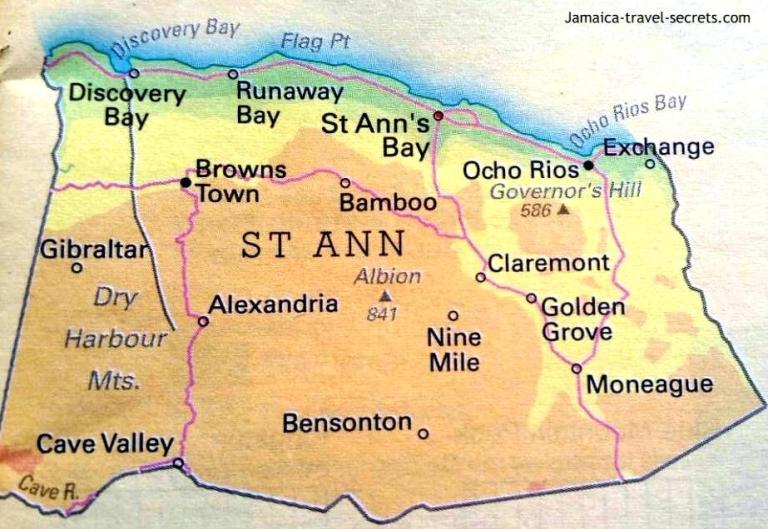 Jamaica-travel-secrets.com
Discovery Bay
Flag Pt
Discovery
Bay
Runaway
Bay
St Ann's
Bay
Ocho Rios Bay
Exchange
Ocho Rios
Governor's Hill
586
Browns
Town
Bamboo
ST ANN
Gibraltar
Claremont
Albion
841
Dry
Harbour
Mts.
Alexandria
Golden
Grove
Nine
Mile
Moneague
Bensonton
Cave Valley
Cave R.